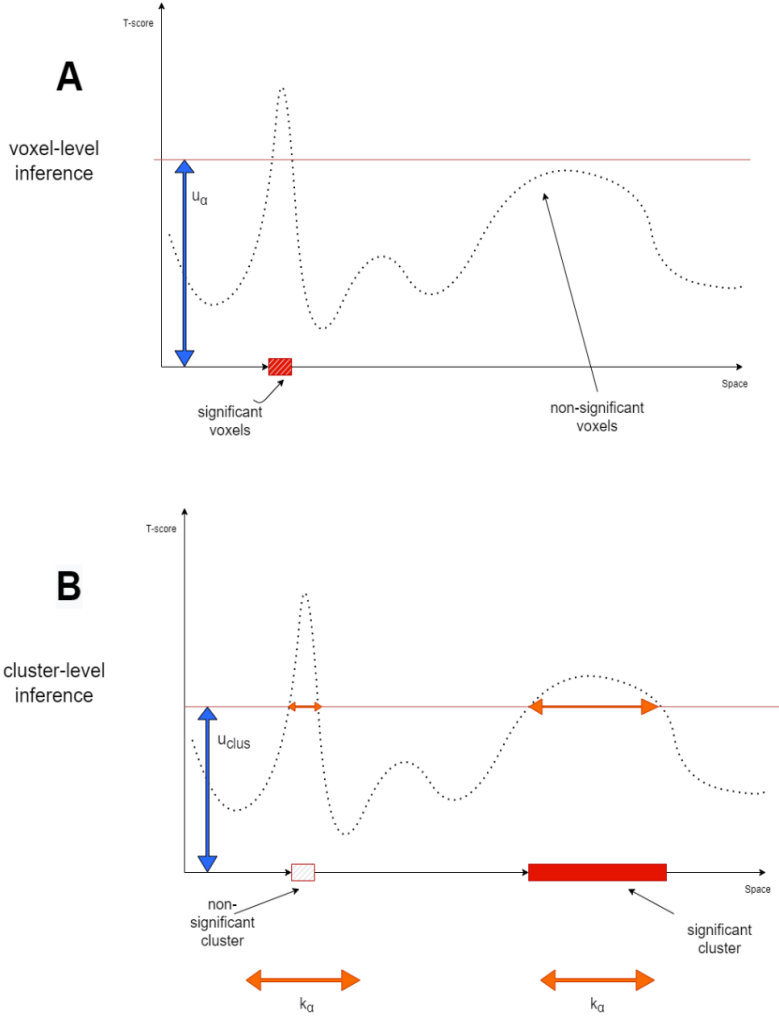 T-score
A
voxel-level
inference
uα
Space
significant
voxels
non-significant
voxels
T-score
B
cluster-level
inference
uclus
Space
non-
significant
cluster
significant
cluster
kα
kα